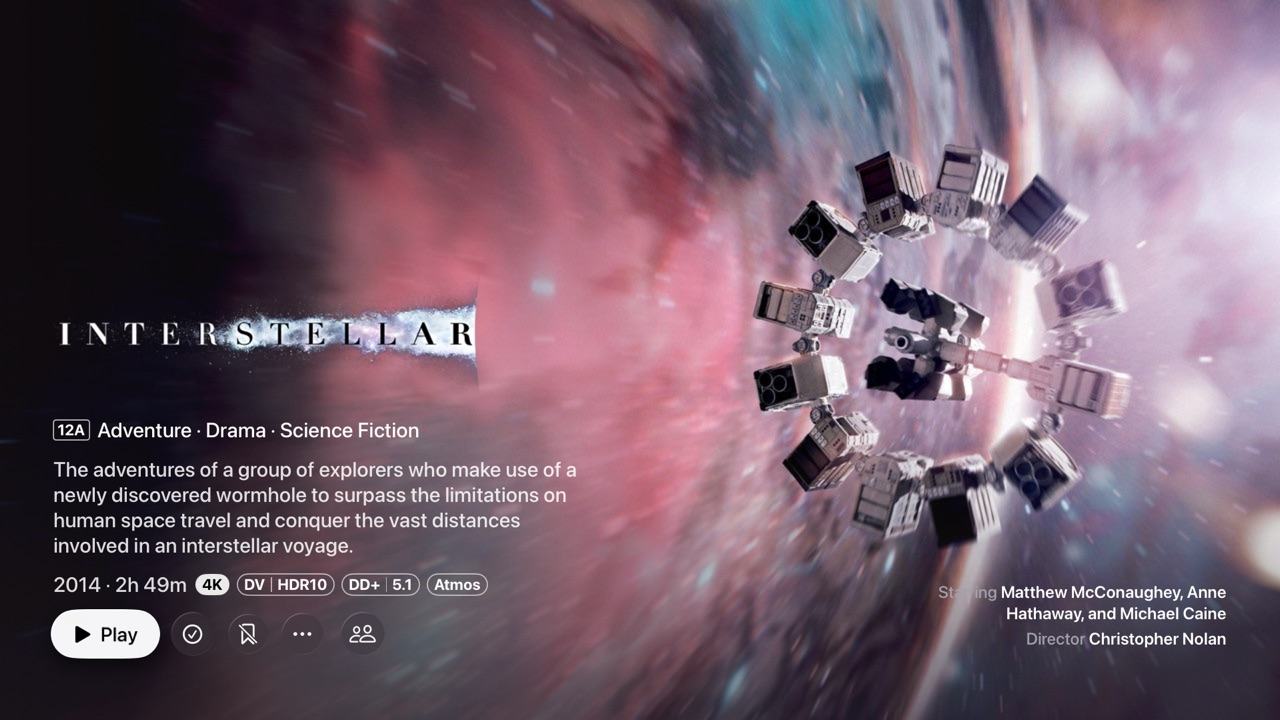 INTERSTELLAR
12A Adventure · Drama · Science Fiction
The adventures of a group of explorers who make use of a
newly discovered wormhole to surpass the limitations on
human space travel and conquer the vast distances
involved in an interstellar voyage.
2014 · 2h 49m 4K DV | HDR10 DD+ | 5.1 Atmos
Play
Starring Matthew McConaughey, Anne
Hathaway, and Michael Caine
Director Christopher Nolan